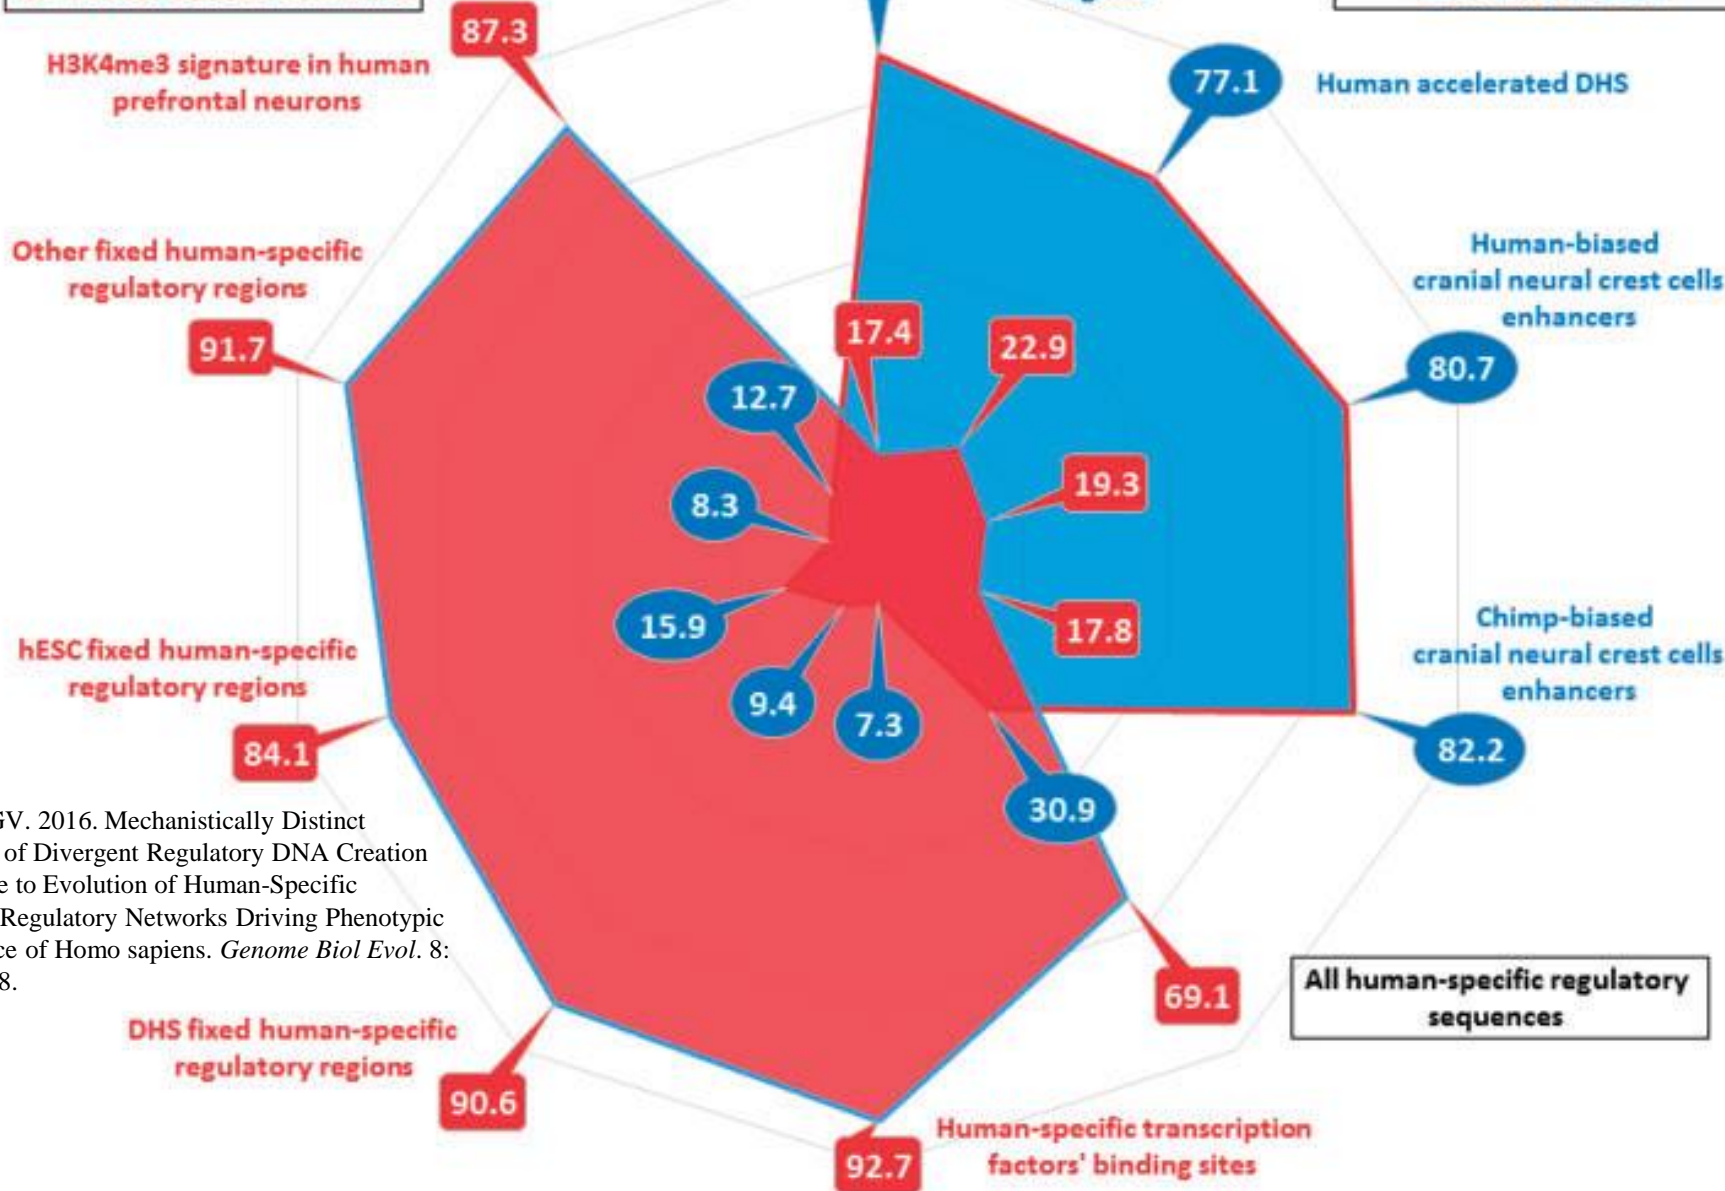 87.3
H3K4me3 signature in human
prefrontal neurons
77.1
Human accelerated DHS
Other fixed human-specific
regulatory regions
91.7
Human-biased
cranial neural crest cells
enhancers
80.7
17.4
22.9
12.7
19.3
8.3
15.9
17.8
9.4
7.3
30.9
hESC fixed human-specific
regulatory regions
84.1
Chimp-biased
cranial neural crest cells
enhancers
82.2
GV. 2016. Mechanistically Distinct
of Divergent Regulatory DNA Creation
e to Evolution of Human-Specific
Regulatory Networks Driving Phenotypic
ce of Homo sapiens. Genome Biol Evol. 8:
8.
69.1
All human-specific regulatory
sequences
DHS fixed human-specific
regulatory regions
90.6
92.7
Human-specific transcription
factors' binding sites